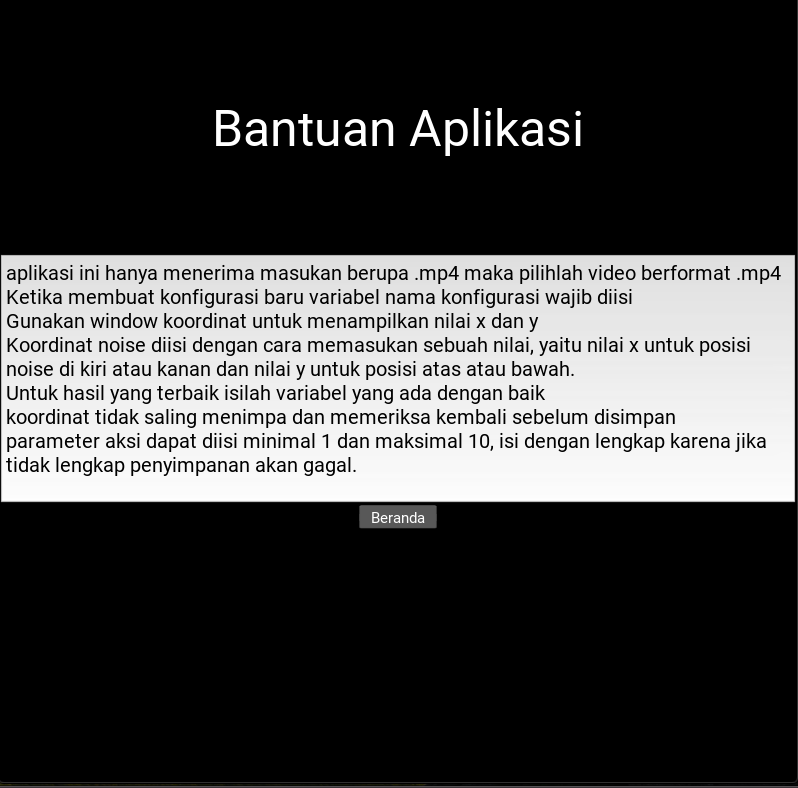 Bantuan Aplikasi
aplikasi ini hanya menerima masukan berupa .mp4 maka pilihlah video berformat .mp4
Ketika membuat konfigurasi baru variabel nama konfigurasi wajib diisi
Gunakan window koordinat untuk menampilkan nilai x dan y
Koordinat noise diisi dengan cara memasukan sebuah nilai, yaitu nilai x untuk posisi
noise di kiri atau kanan dan nilai y untuk posisi atas atau bawah.
Untuk hasil yang terbaik isilah variabel yang ada dengan baik
koordinat tidak saling menimpa dan memeriksa kembali sebelum disimpan
parameter aksi dapat diisi minimal 1 dan maksimal 10, isi dengan lengkap karena jika
tidak lengkap penyimpanan akan gagal.
Beranda